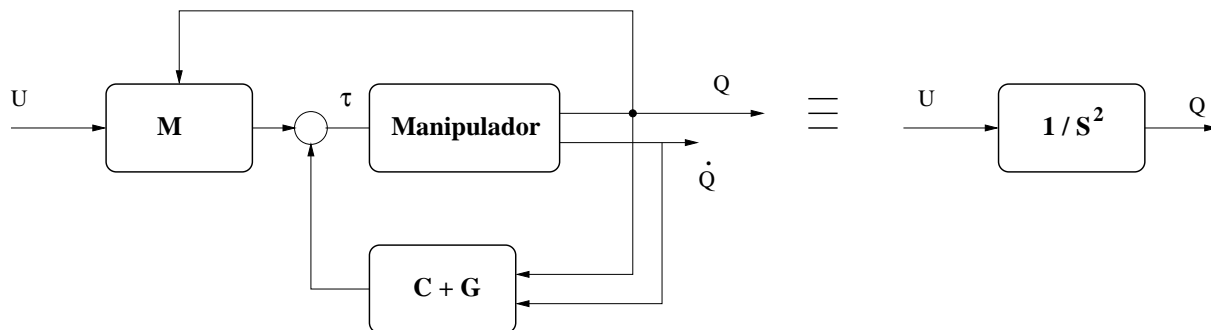 U
M
τ
Manipulador
Q
Q̇
C + G
≡
U
1 / S²
Q